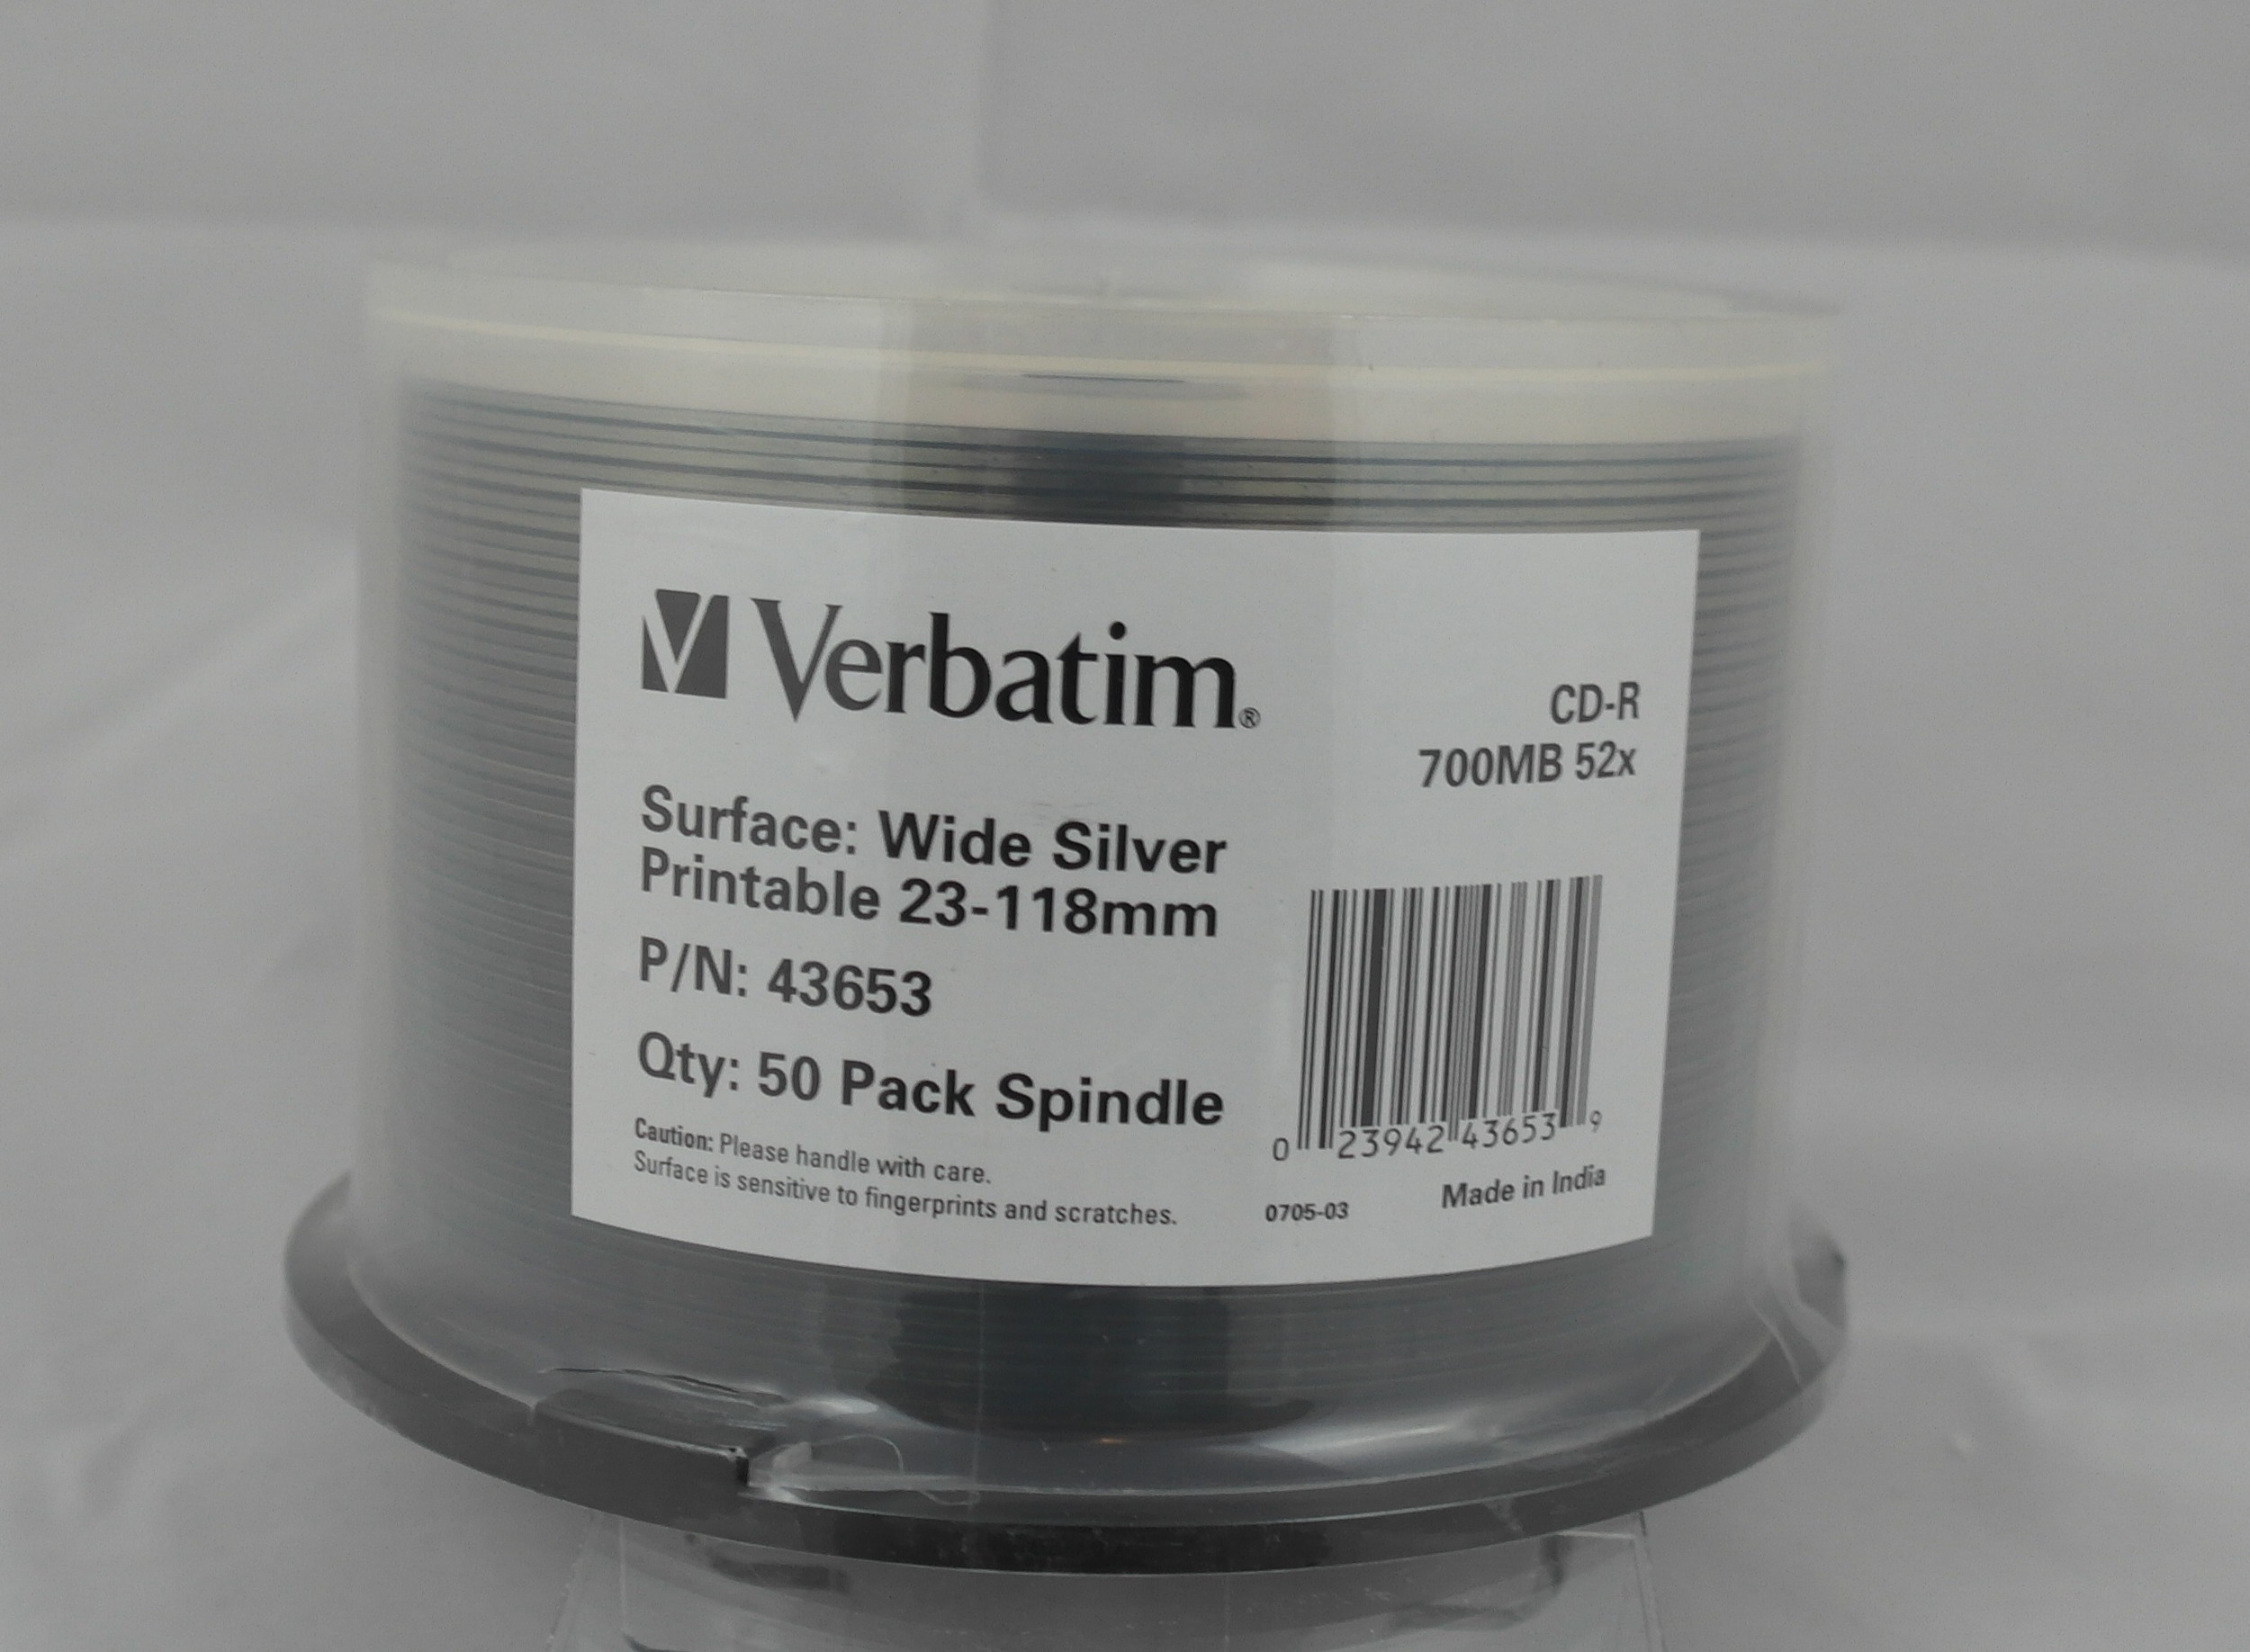 Verbatim®
CD-R
700MB 52x
Surface: Wide Silver
Printable 23-118mm
P/N: 43653
Qty: 50 Pack Spindle
Caution: Please handle with care.
Surface is sensitive to fingerprints and scratches.
0 23942 43653 9
0705-03
Made in India